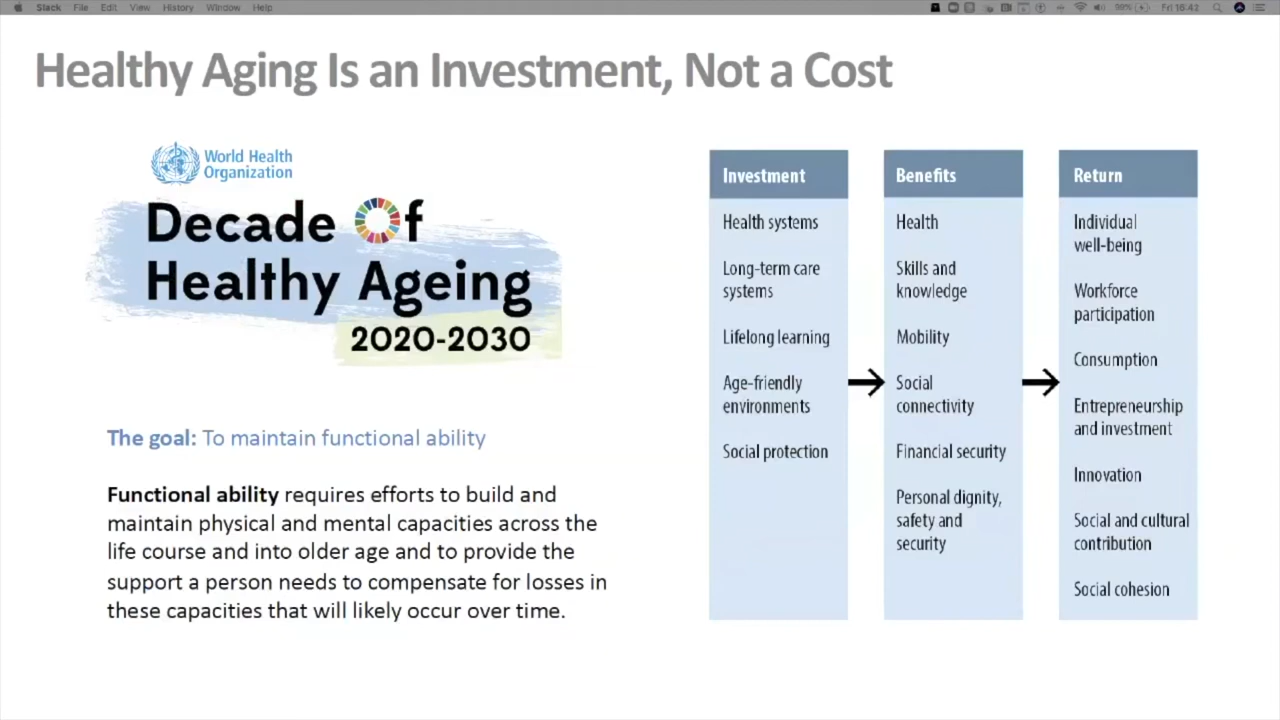 Slack File Edit View History Window Help
99% Fri 16:42
Healthy Aging Is an Investment, Not a Cost
World Health
Organization
Decade Of
Healthy Ageing
2020-2030
The goal: To maintain functional ability
Functional ability requires efforts to build and
maintain physical and mental capacities across the
life course and into older age and to provide the
support a person needs to compensate for losses in
these capacities that will likely occur over time.
Investment
Health systems
Long-term care
systems
Lifelong learning
Age-friendly
environments
Social protection
Benefits
Health
Skills and
knowledge
Mobility
Social
connectivity
Financial security
Personal dignity,
safety and
security
Return
Individual
well-being
Workforce
participation
Consumption
Entrepreneurship
and investment
Innovation
Social and cultural
contribution
Social cohesion